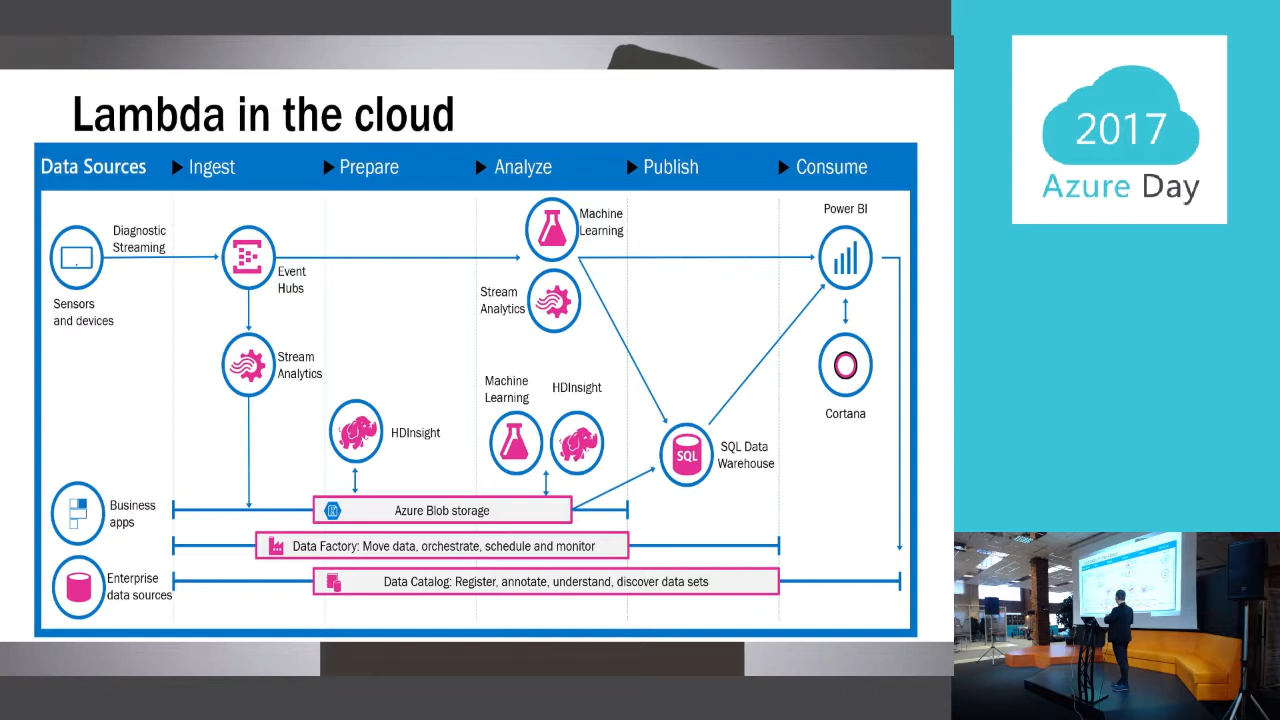 Lambda in the cloud
Data Sources
Ingest
Prepare
Analyze
Publish
Consume
Diagnostic
Streaming
Sensors
and devices
Event
Hubs
Stream
Analytics
HDInsight
Machine
Learning
Stream
Analytics
Machine
Learning
HDInsight
SQL
SQL Data
Warehouse
Power BI
Cortana
Business
apps
Azure Blob storage
Data Factory: Move data, orchestrate, schedule and monitor
Enterprise
data sources
Data Catalog: Register, annotate, understand, discover data sets
2017
Azure Day